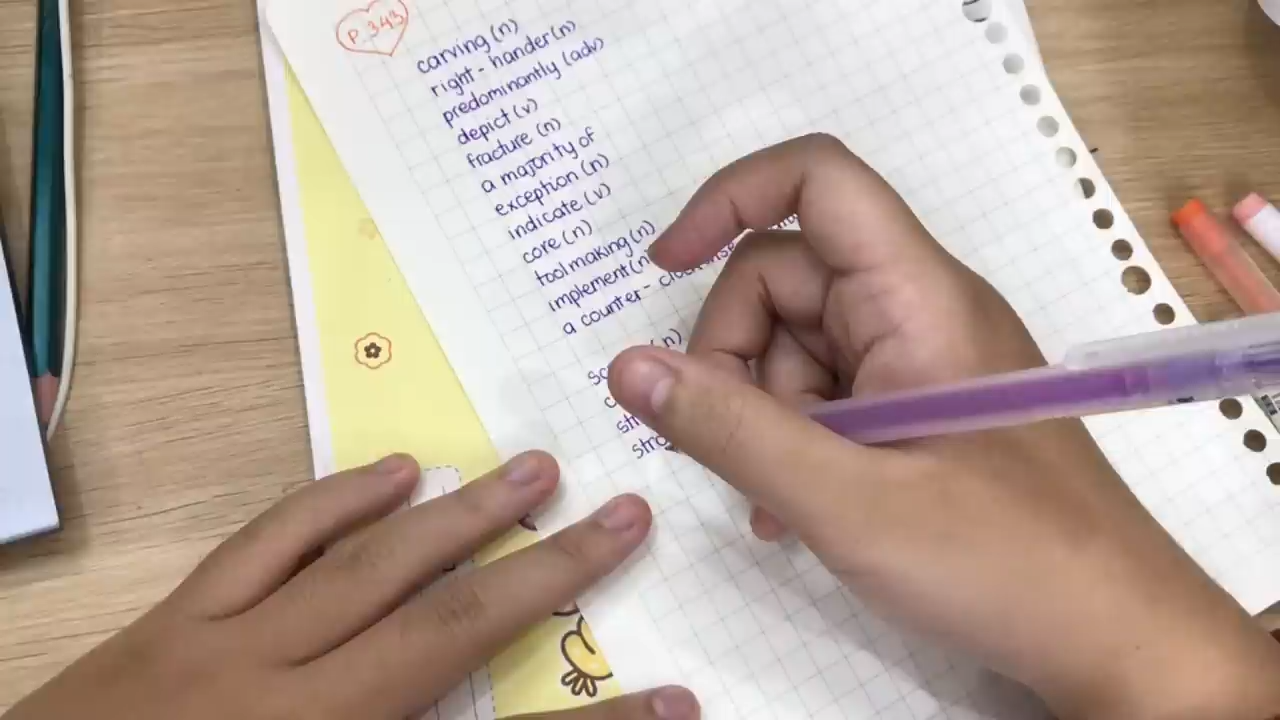 P. 343
carving (n)
right-hander (n)
predominantly (adv)
depict (v)
fracture (n)
a majority of
exception (n)
indicate (v)
core (n)
toolmaking (n)
implement (n)
a counter-
(n)